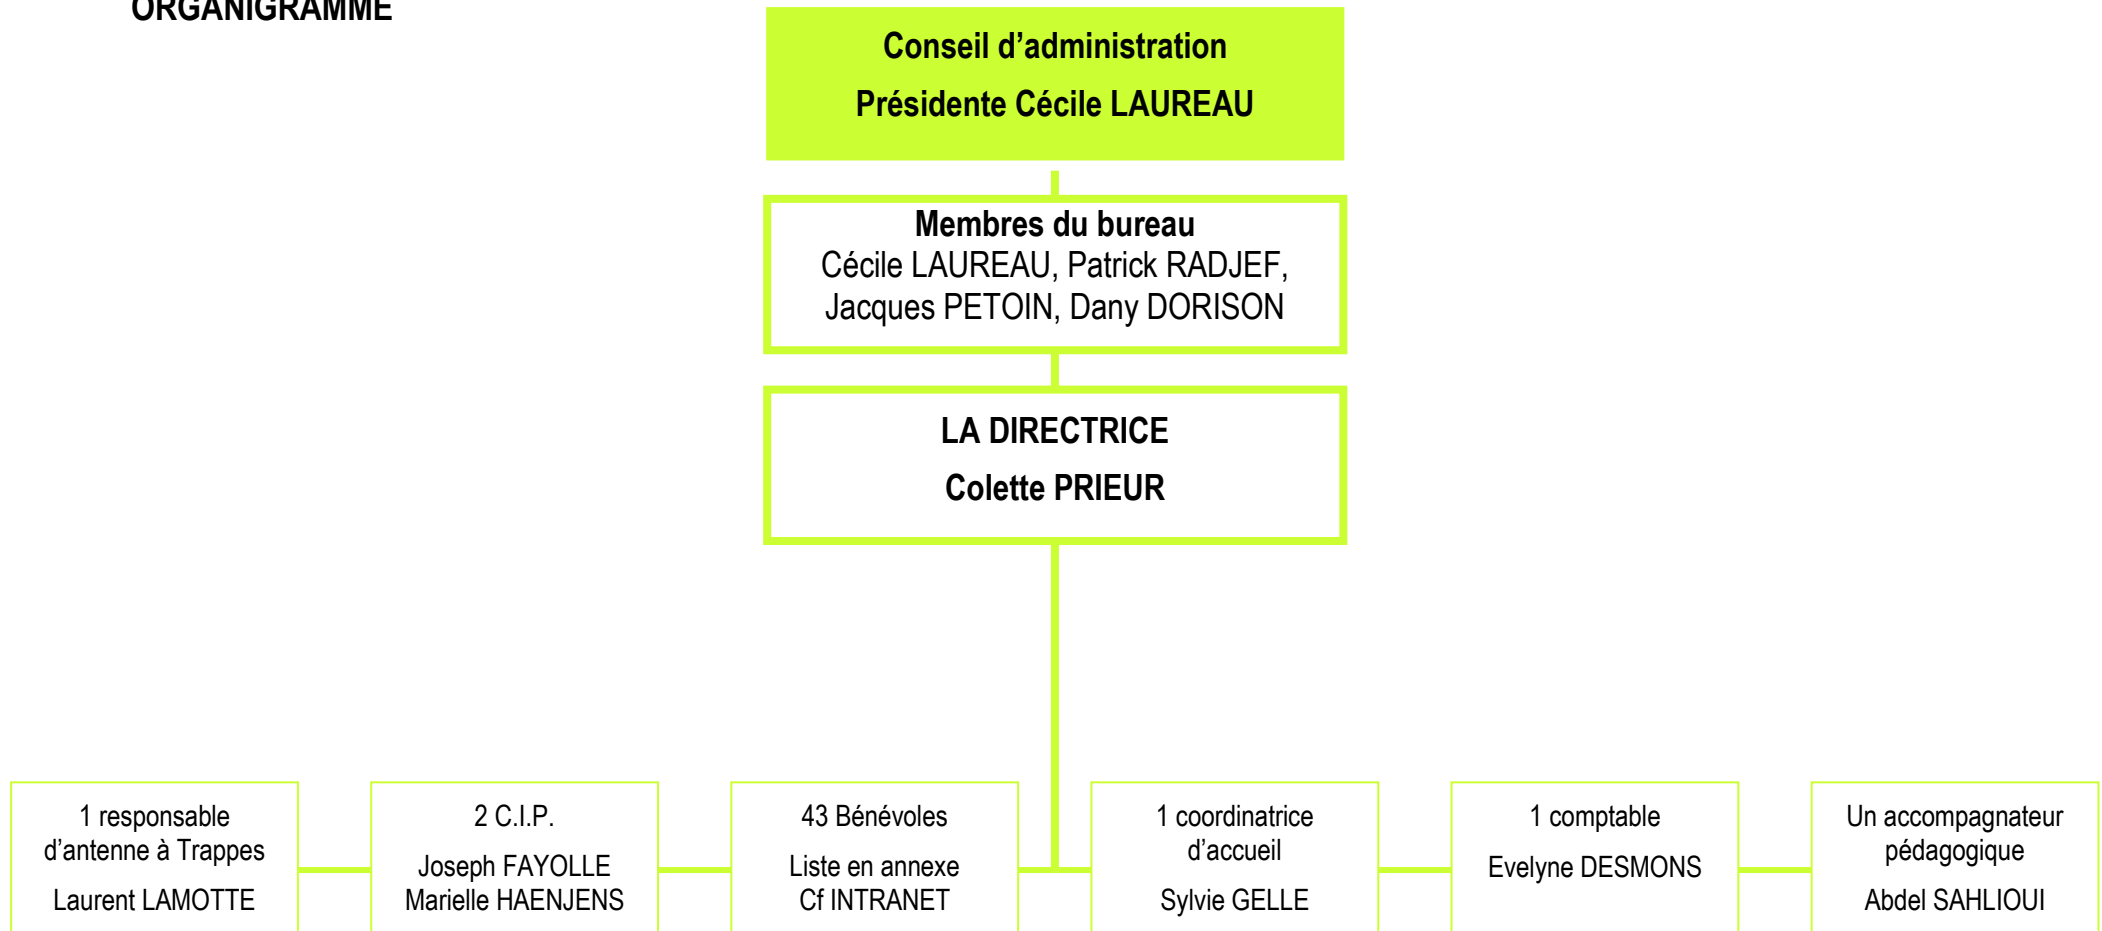 ORGANIGRAMME
Conseil d’administration
Présidente Cécile LAUREAU
Membres du bureau
Cécile LAUREAU, Patrick RADJEF,
Jacques PETOIN, Dany DORISON
LA DIRECTRICE
Colette PRIEUR
1 responsable
d’antenne à Trappes
Laurent LAMOTTE
2 C.I.P.
Joseph FAYOLLE
Marielle HAENJENS
43 Bénévoles
Liste en annexe
Cf INTRANET
1 coordinatrice
d’accueil
Sylvie GELLE
1 comptable
Evelyne DESMONS
Un accompagnateur
pédagogique
Abdel SAHLIOUI